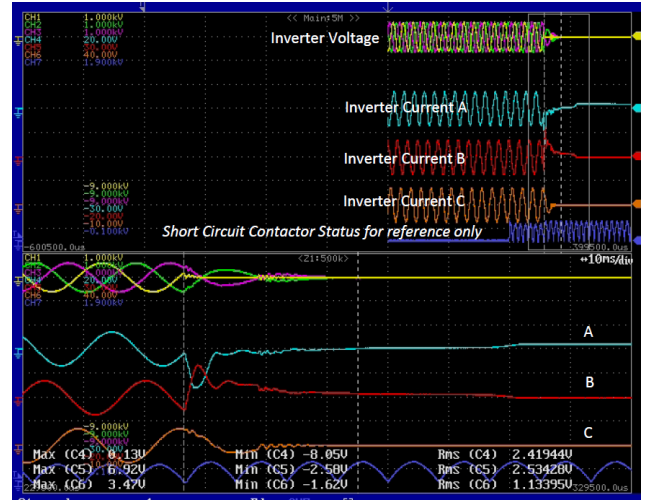 CH1 1.000kV << Main:5M >>
CH2 1.000kV
CH3 1.000kV
CH4 20.00V
CH5 30.00V
CH6 40.00V
CH7 1.900kV
Inverter Voltage
Inverter Current A
Inverter Current B
Inverter Current C
-9.000kV
-9.000kV
-9.000kV
-30.00V
-20.00V
-10.00V
-0.100kV
Short Circuit Contactor Status for reference only
-600500.0us 399500.0us
CH1 1.000kV <Z1:500k> 10ms/div
CH2 1.000kV
CH3 1.000kV
CH4 20.00V
CH6 40.00V
CH7 1.900kV
A
B
C
-9.000kV
-9.000kV
-9.000kV
Max (C4) 8.13V Min (C4) -8.05V Rms (C4) 2.41944V
Max (C5) 6.92V Min (C5) -2.58V Rms (C5) 2.53428V
Max (C6) 3.47V Min (C6) -1.62V Rms (C6) 1.13395V
329500.0us